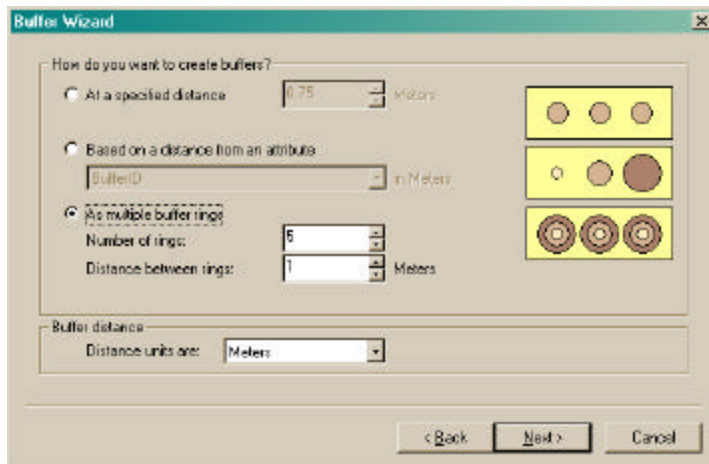 Buffer Wizard
How do you want to create buffers?
At a specified distance 0.75 Meters
Based on a distance from an attribute
BufferID in Meters
As multiple buffer rings
Number of rings: 5
Distance between rings: 1 Meters
Buffer distance
Distance units are: Meters
< Back Next > Cancel